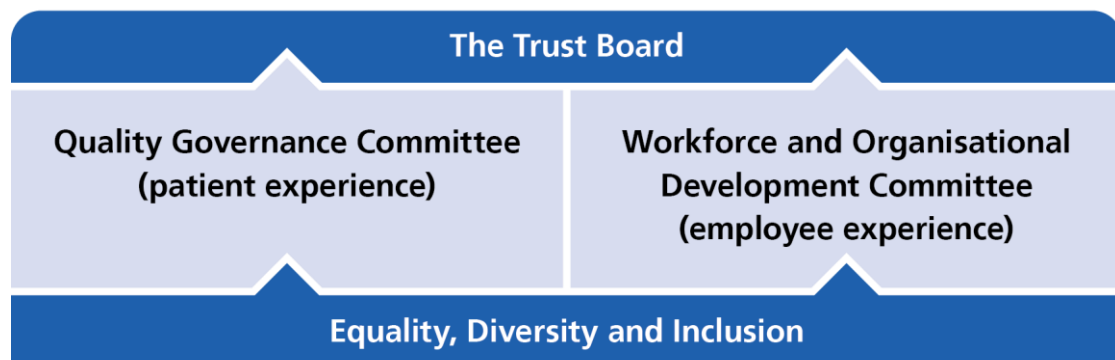 The Trust Board
Quality Governance Committee
(patient experience)
Workforce and Organisational
Development Committee
(employee experience)
Equality, Diversity and Inclusion